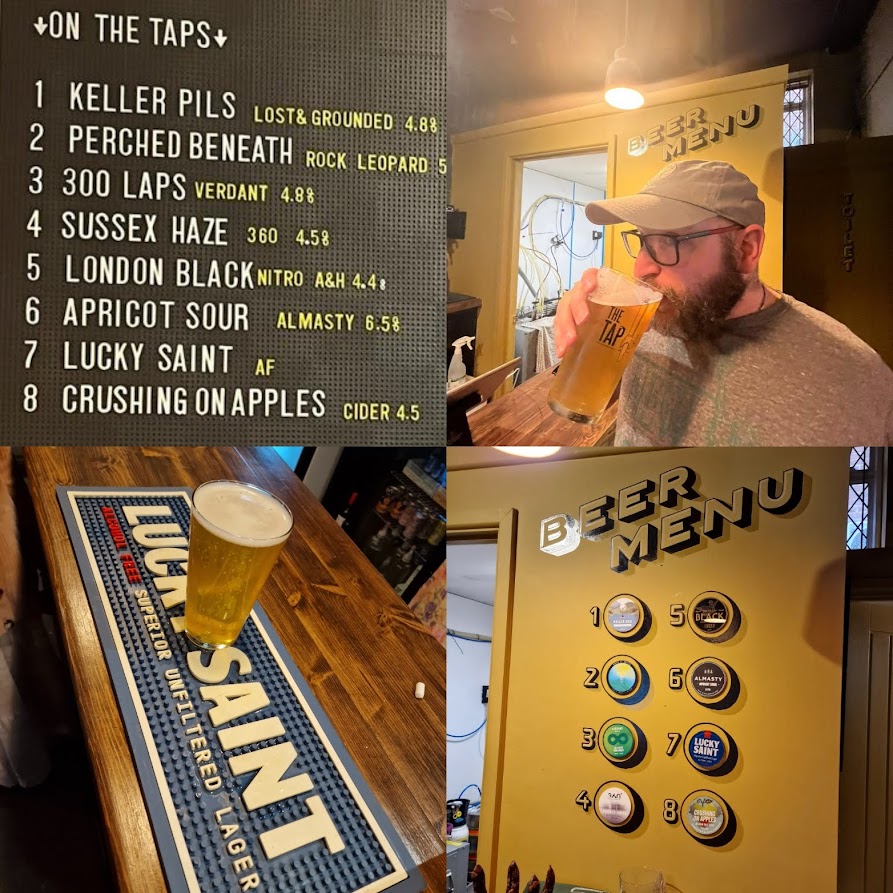 ↓ON THE TAPS↓
1 KELLER PILS LOST& GROUNDED 4.8%
2 PERCHED BENEATH ROCK LEOPARD 5
3 300 LAPS VERDANT 4.8%
4 SUSSEX HAZE 360 4.5%
5 LONDON BLACK NITRO A&H 4.4%
6 APRICOT SOUR ALMASTY 6.5%
7 LUCKY SAINT AF
8 CRUSHING ON APPLES CIDER 4.5
BEER
MENU
TOILET
THE
TAP
LUCKY SAINT
ALCOHOL FREE SUPERIOR UNFILTERED LAGER
BEER
MENU
1
5 BLACK
2
6 ALMASTY
3
7 LUCKY
SAINT
4
8 CRUSHING
ON APPLES